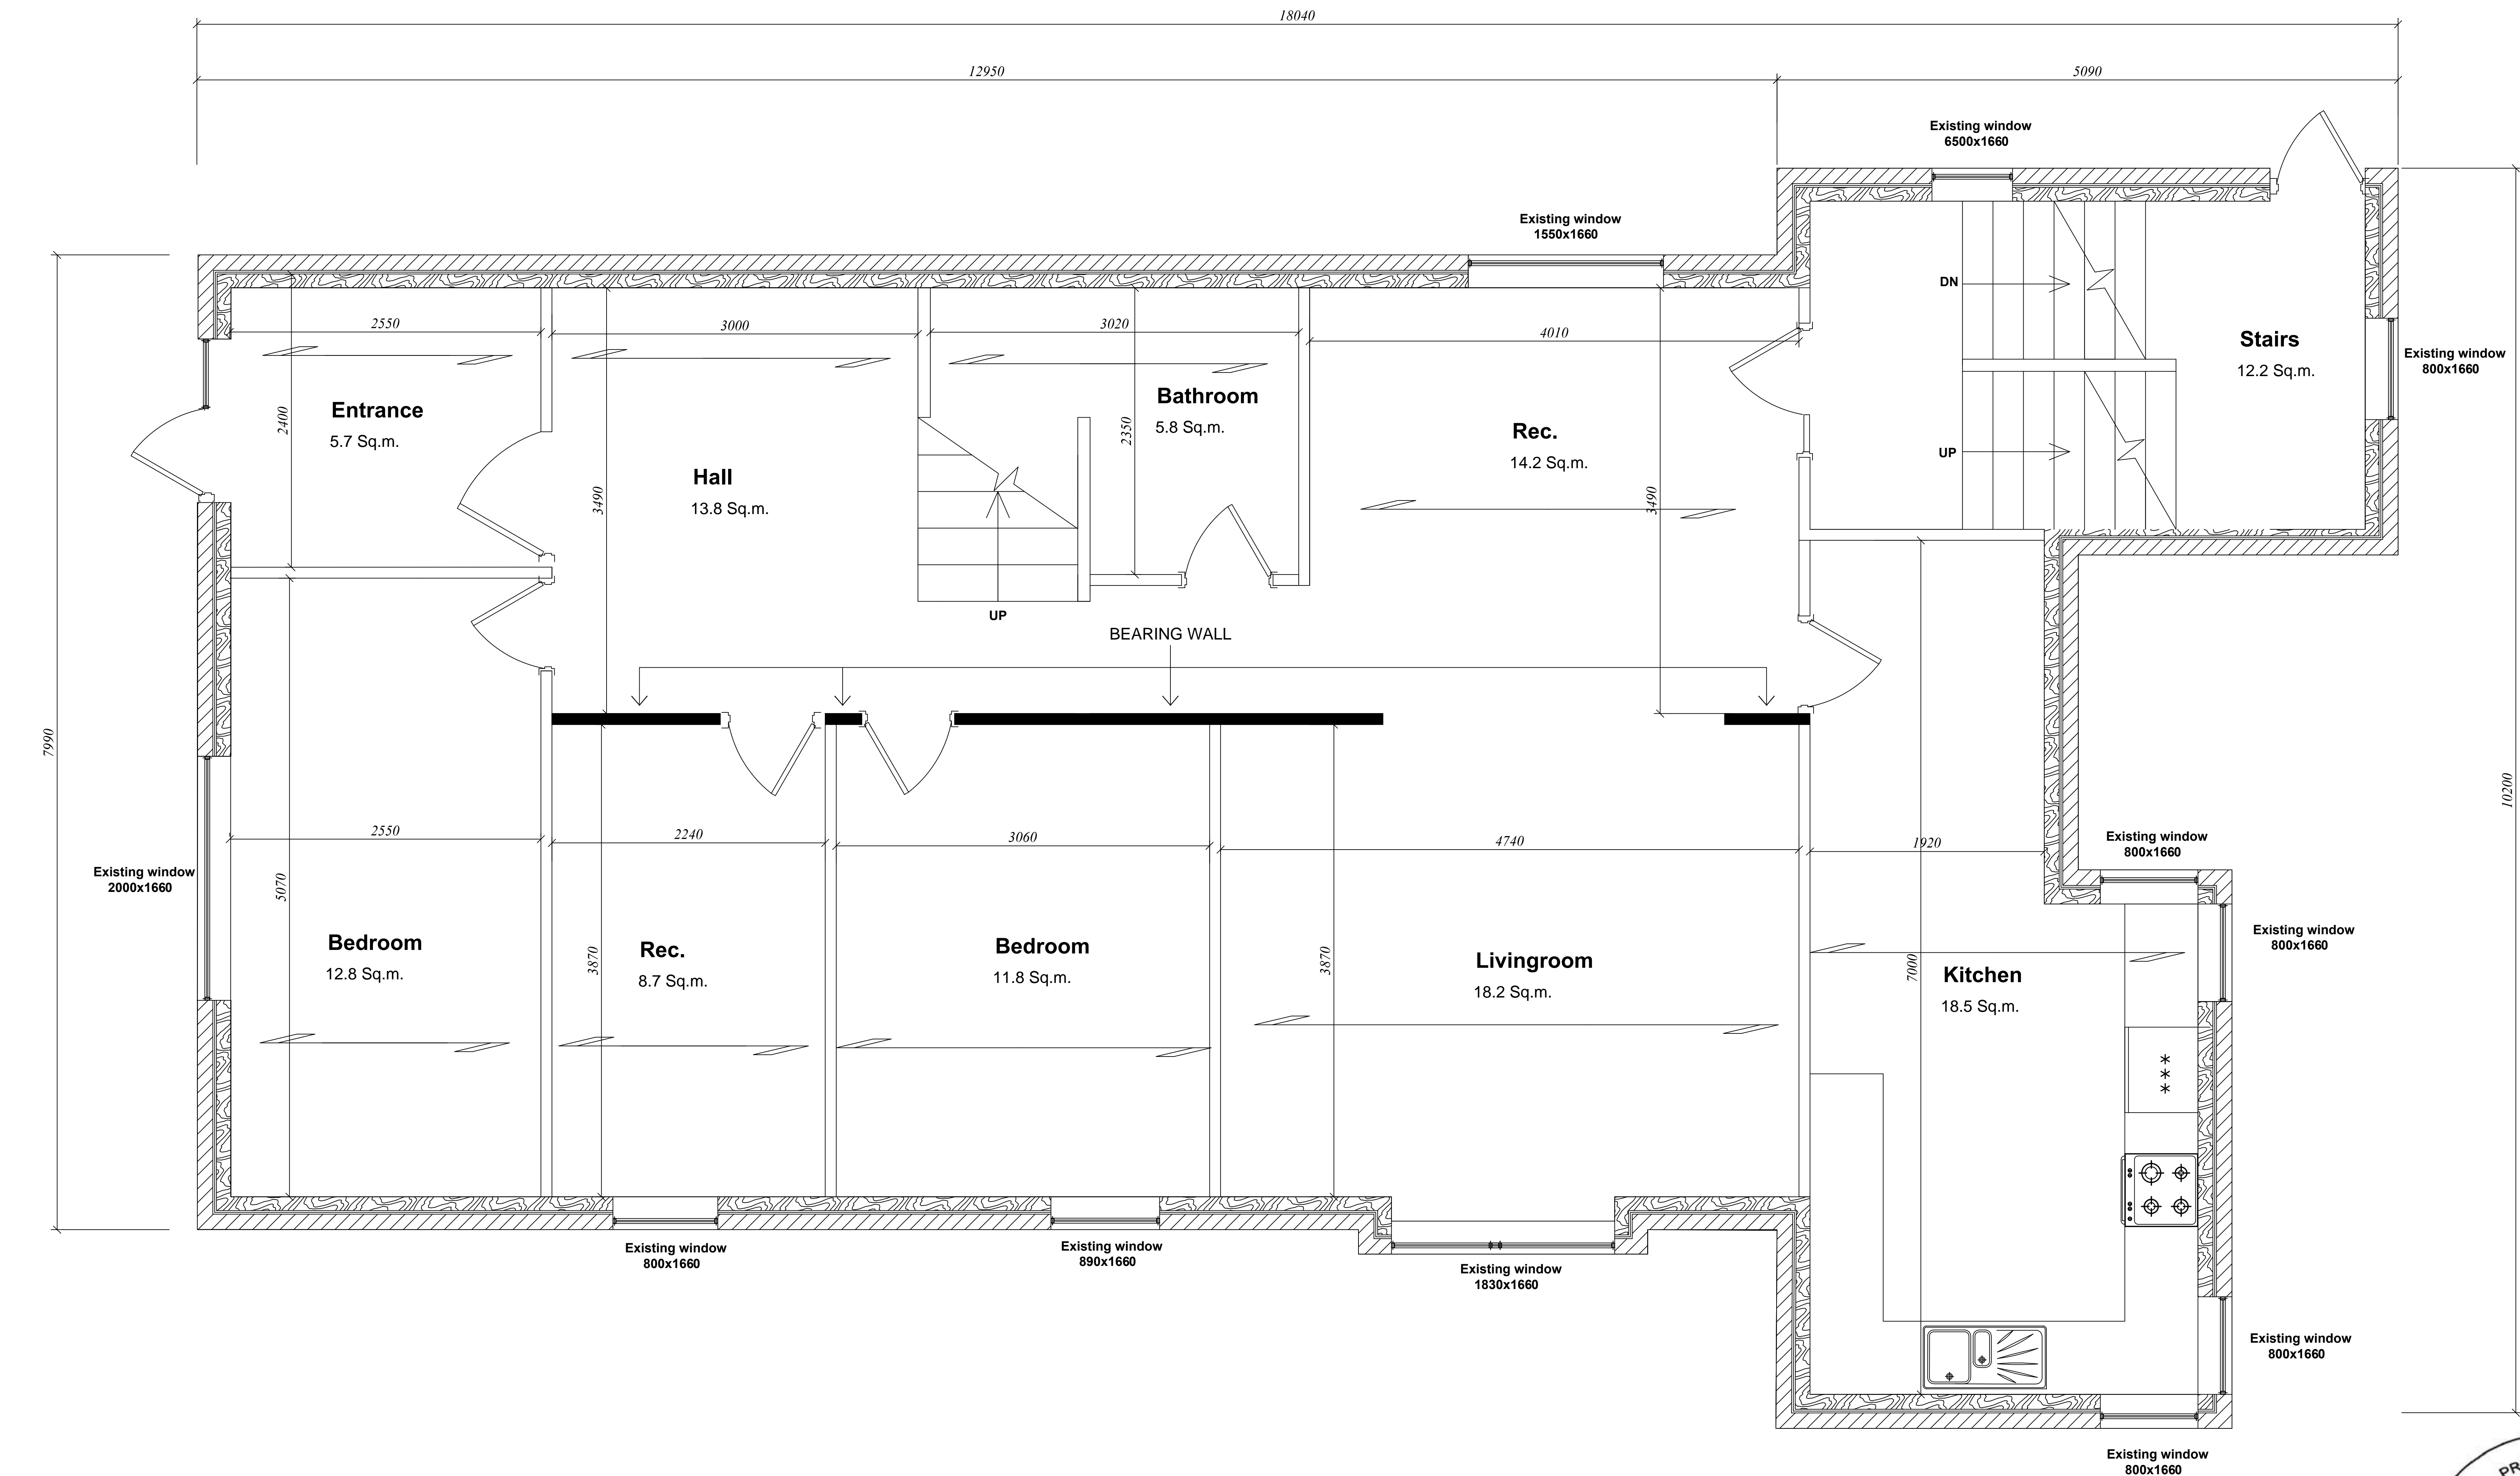 18040
12950
5090
Existing window
6500x1660
Existing window
1550x1660
2550
3000
3020
4010
DN
Stairs
12.2 Sq.m.
Existing window
800x1660
Entrance
5.7 Sq.m.
2400
Bathroom
5.8 Sq.m.
2350
Rec.
14.2 Sq.m.
UP
Hall
13.8 Sq.m.
3490
3490
UP
BEARING WALL
7990
10200
2550
2240
3060
4740
1920
Existing window
800x1660
Existing window
2000x1660
5070
Bedroom
12.8 Sq.m.
Rec.
8.7 Sq.m.
3870
Bedroom
11.8 Sq.m.
3870
Livingroom
18.2 Sq.m.
7000
Kitchen
18.5 Sq.m.
Existing window
800x1660
Existing window
800x1660
Existing window
890x1660
Existing window
1830x1660
Existing window
800x1660
Existing window
800x1660
PR